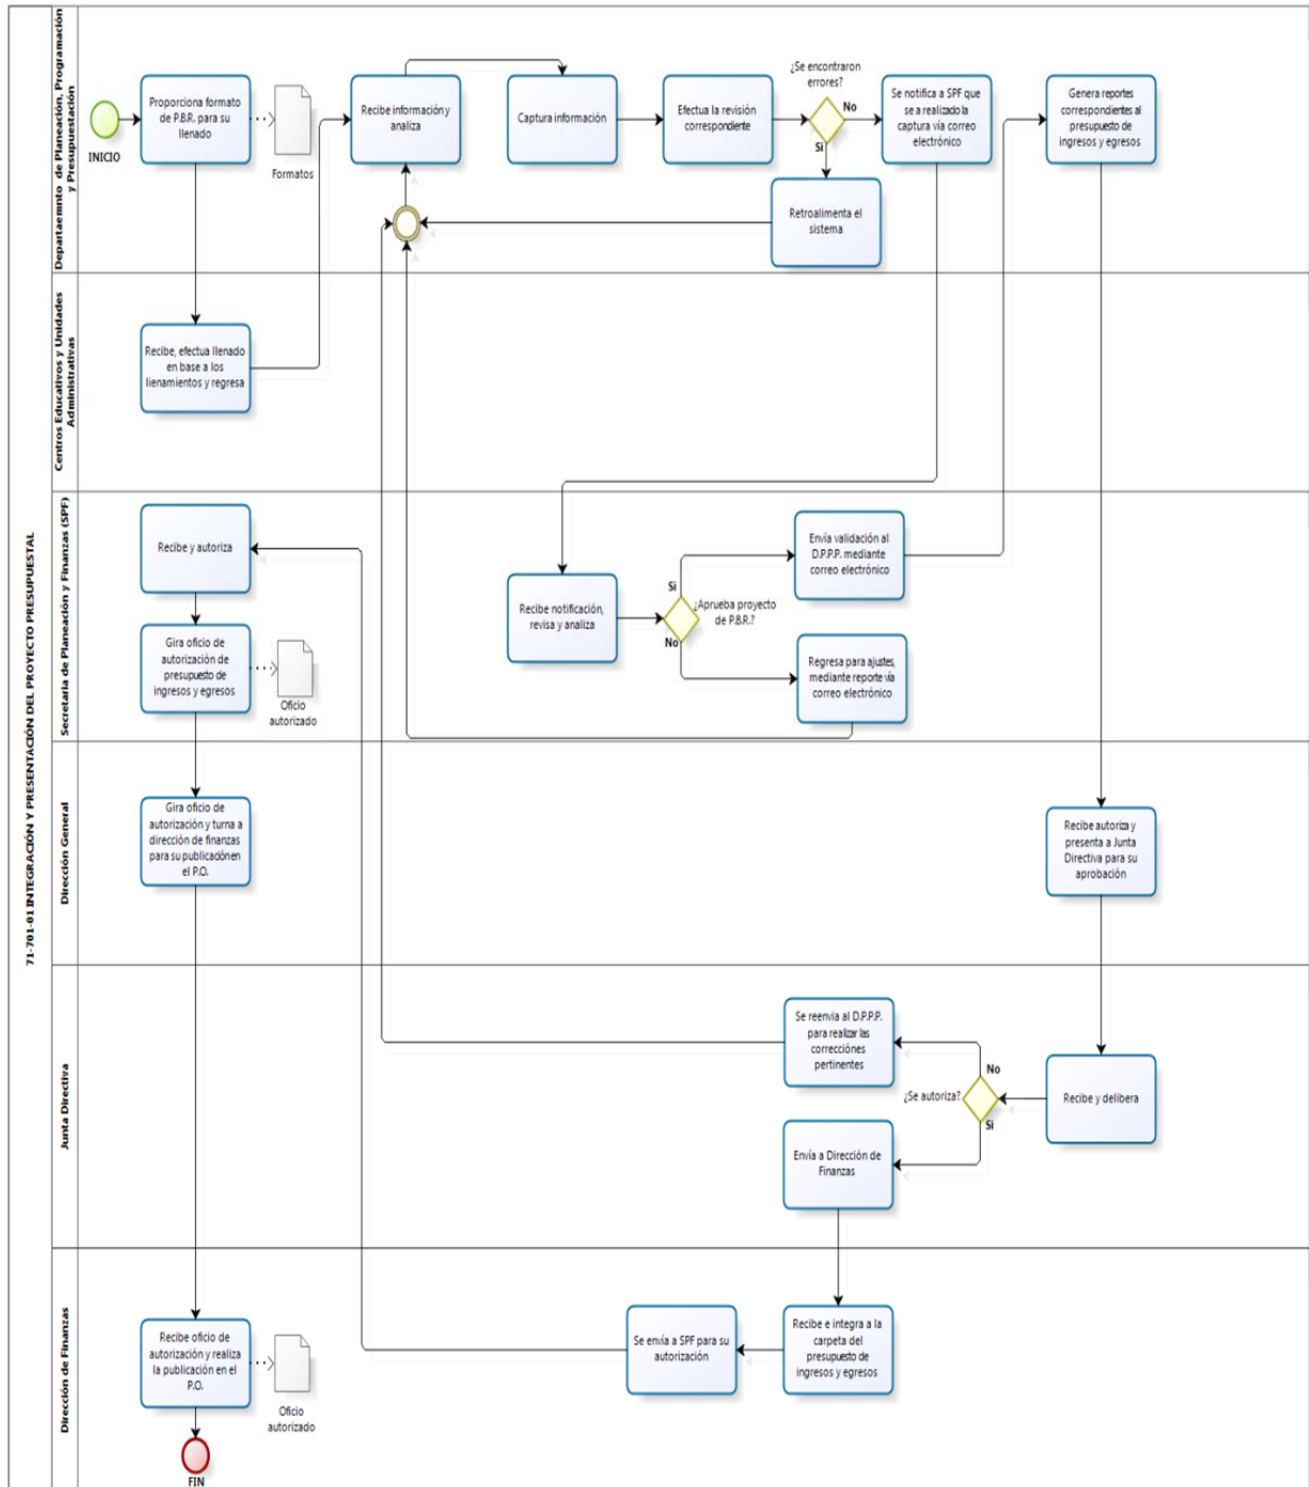 71-701-01 INTEGRACIÓN Y PRESENTACIÓN DEL PROYECTO PRESUPUESTAL
Departaemnto de Planeación, Programación
y Presupuestación
INICIO
Proporciona formato
de P.B.R. para su
llenado
Formatos
Recibe información y
analiza
Captura información
Efectua la revisión
correspondiente
¿Se encontraron
errores?
No
Si
Se notifica a SPF que
se a realizado la
captura vía correo
electrónico
Genera reportes
correspondientes al
presupuesto de
ingresos y egresos
Retroalimenta el
sistema
Centros Educativos y Unidades
Administrativas
Recibe, efectua llenado
en base a los
lienamientos y regresa
Secretaria de Planeación y Finanzas (SPF)
Recibe y autoriza
Gira oficio de
autorización de
presupuesto de
ingresos y egresos
Oficio
autorizado
Recibe notificación,
revisa y analiza
Si
¿Aprueba proyecto
de P.B.R.?
No
Envía validación al
D.P.P.P. mediante
correo electrónico
Regresa para ajustes,
mediante reporte vía
correo electrónico
Dirección General
Gira oficio de
autorización y turna a
dirección de finanzas
para su publicadónen
el P.O.
Recibe autoriza y
presenta a Junta
Directiva para su
aprobación
Junta Directiva
Se reenvia al D.P.P.P.
para realizar las
correcciónes
pertinentes
No
¿Se autoriza?
Si
Recibe y delibera
Envía a Dirección de
Finanzas
Dirección de Finanzas
Recibe oficio de
autorización y realiza
la publicación en el
P.O.
Oficio
autorizado
Se envía a SPF para su
autorización
Recibe e integra a la
carpeta del
presupuesto de
ingresos y egresos
FIN